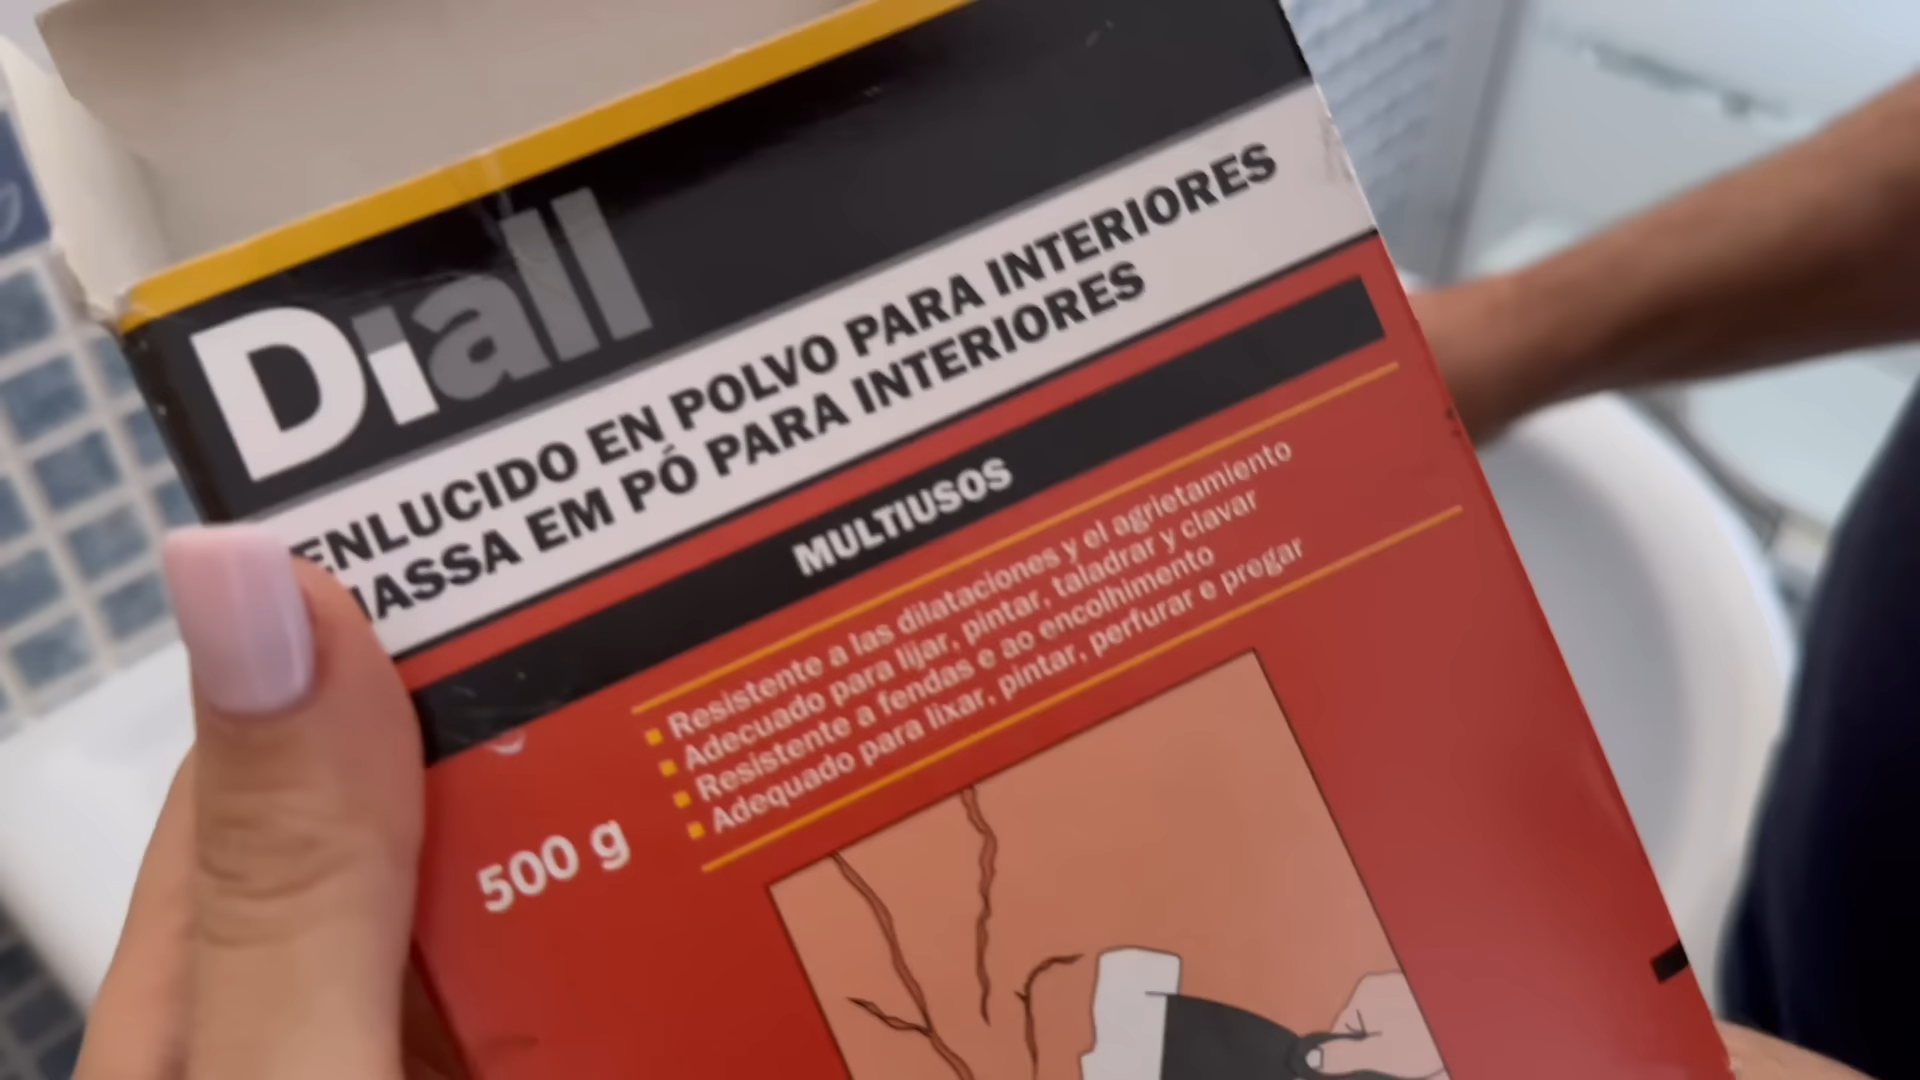 Diall
ENLUCIDO EN POLVO PARA INTERIORES
EM PÓ PARA INTERIORES
MULTIUSOS
Resistente a las dilataciones y el agrietamiento
Adecuado para lijar, pintar, taladrar y clavar
Resistente a fendas e ao encolhimento
Adequado para lixar, pintar, perfurar e pregar
500 g